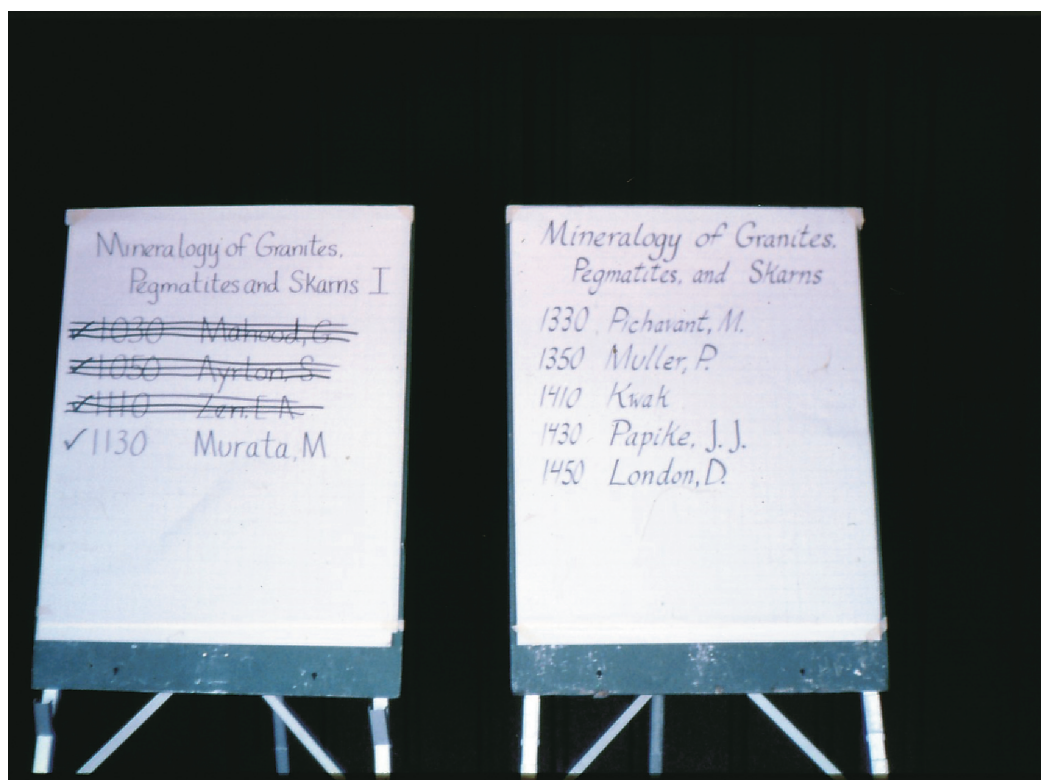 Mineralogy of Granites,
Pegmatites and Skarns I
✓1030 Mahood, G
✓1050 Ayrton, S
✓1110 Zen, E A
✓1130 Murata, M.
Mineralogy of Granites,
Pegmatites, and Skarns
1330 Pichavant, M.
1350 Muller, P.
1410 Kwak
1430 Papike, J. J.
1450 London, D.